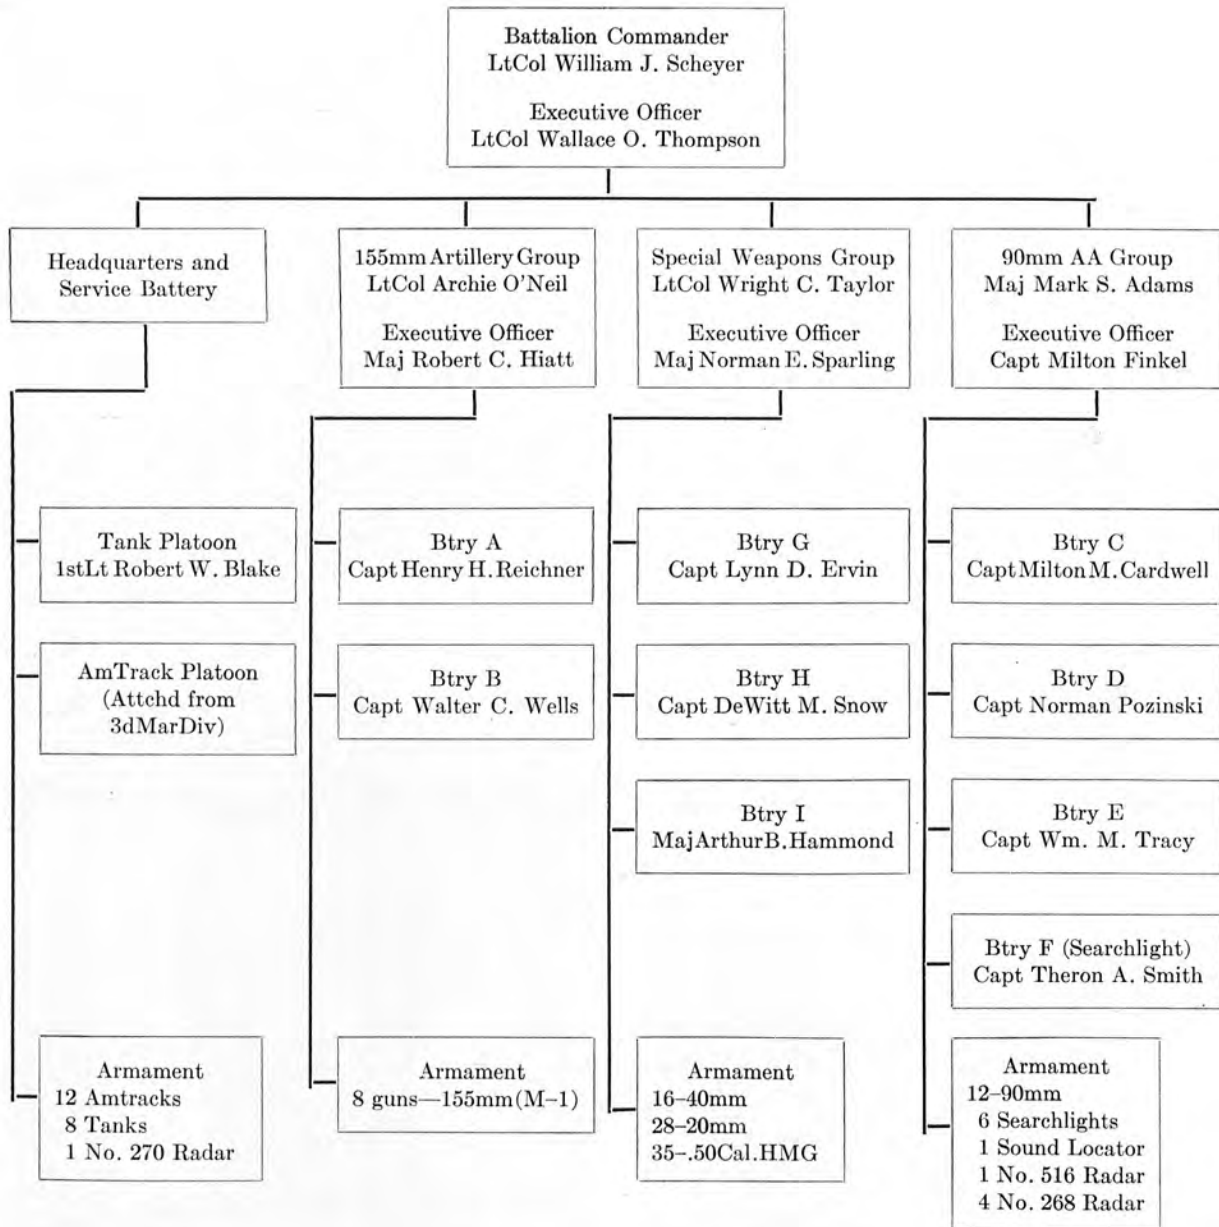 Battalion Commander
LtCol William J. Scheyer
Executive Officer
LtCol Wallace O. Thompson
Headquarters and
Service Battery
155mm Artillery Group
LtCol Archie O'Neil
Executive Officer
Maj Robert C. Hiatt
Special Weapons Group
LtCol Wright C. Taylor
Executive Officer
Maj Norman E. Sparling
90mm AA Group
Maj Mark S. Adams
Executive Officer
Capt Milton Finkel
Tank Platoon
1stLt Robert W. Blake
AmTrack Platoon
(Attchd from
3dMarDiv)
Armament
12 Amtracks
8 Tanks
1 No. 270 Radar
Btry A
Capt Henry H. Reichner
Btry B
Capt Walter C. Wells
Armament
8 guns—155mm(M-1)
Btry G
Capt Lynn D. Ervin
Btry H
Capt DeWitt M. Snow
Btry I
Maj Arthur B. Hammond
Armament
16-40mm
28-20mm
35-.50Cal.HMG
Btry C
Capt Milton M. Cardwell
Btry D
Capt Norman Pozinski
Btry E
Capt Wm. M. Tracy
Btry F (Searchlight)
Capt Theron A. Smith
Armament
12-90mm
6 Searchlights
1 Sound Locator
1 No. 516 Radar
4 No. 268 Radar